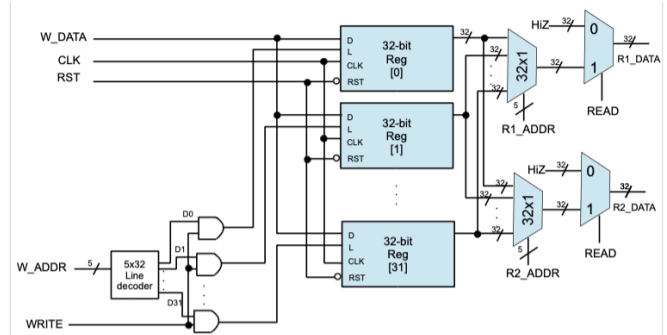 W_DATA
CLK
RST
D
L
CLK
RST
32-bit
Reg
[0]
D
L
CLK
RST
32-bit
Reg
[1]
D
L
CLK
RST
32-bit
Reg
[31]
32
32
32
32x1
5
R1_ADDR
HiZ
32
32
0
1
32
R1_DATA
READ
32
32
32
32x1
5
R2_ADDR
HiZ
32
32
0
1
32
R2_DATA
READ
W_ADDR
5
5x32
Line
decoder
D0
D1
D31
WRITE